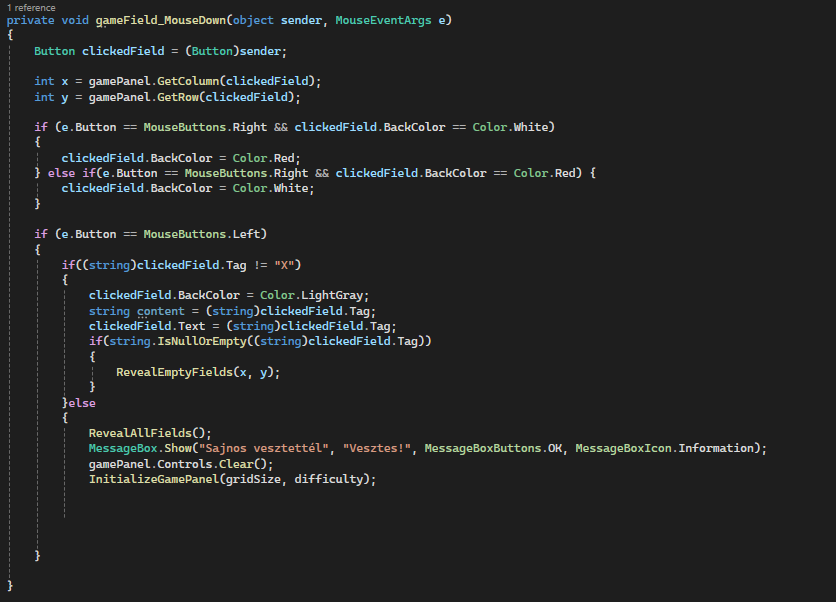 1 reference
private void gameField_MouseDown(object sender, MouseEventArgs e)
{
    Button clickedField = (Button)sender;

    int x = gamePanel.GetColumn(clickedField);
    int y = gamePanel.GetRow(clickedField);

    if (e.Button == MouseButtons.Right && clickedField.BackColor == Color.White)
    {
        clickedField.BackColor = Color.Red;
    } else if(e.Button == MouseButtons.Right && clickedField.BackColor == Color.Red) {
        clickedField.BackColor = Color.White;
    }

    if (e.Button == MouseButtons.Left)
    {
        if((string)clickedField.Tag != "X")
        {
            clickedField.BackColor = Color.LightGray;
            string content = (string)clickedField.Tag;
            clickedField.Text = (string)clickedField.Tag;
            if(string.IsNullOrEmpty((string)clickedField.Tag))
            {
                RevealEmptyFields(x, y);
            }
        }else
        {
            RevealAllFields();
            MessageBox.Show("Sajnos vesztettél", "Vesztes!", MessageBoxButtons.OK, MessageBoxIcon.Information);
            gamePanel.Controls.Clear();
            InitializeGamePanel(gridSize, difficulty);

    }

}